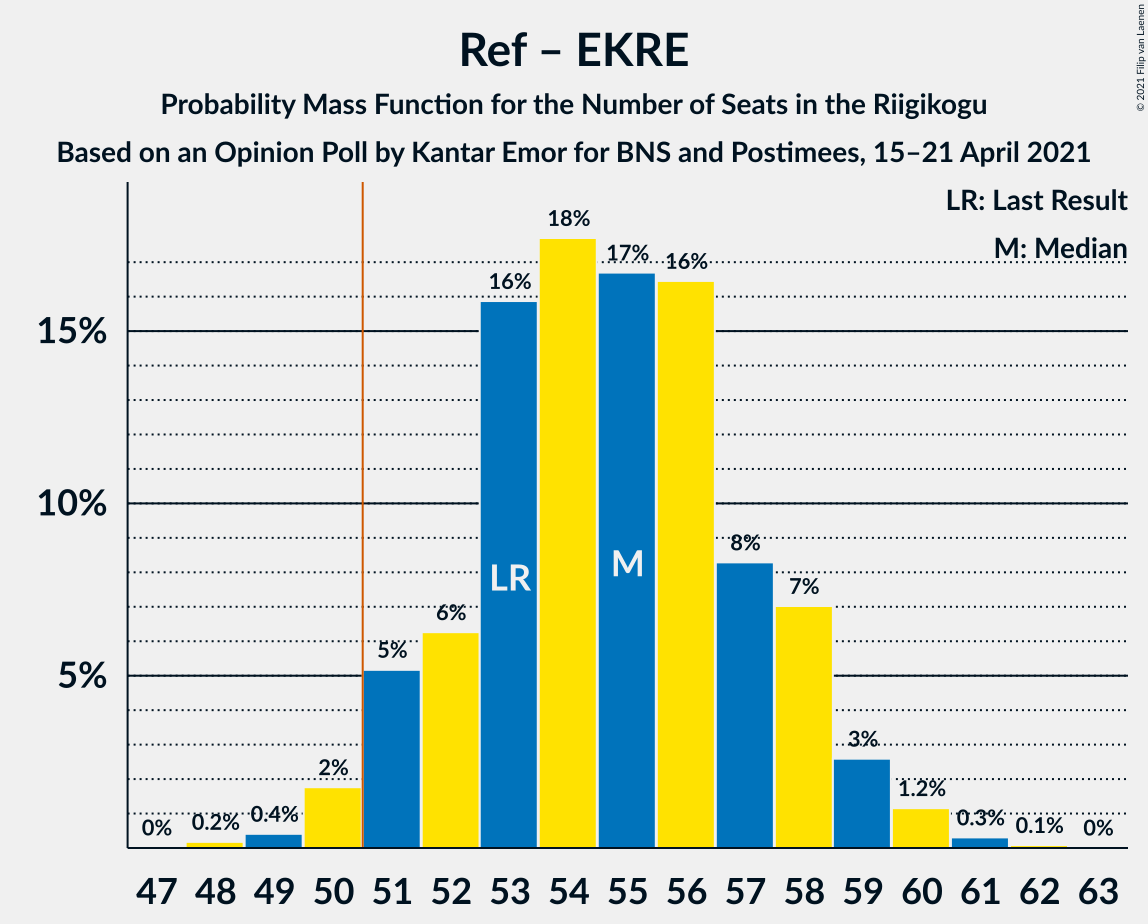 Ref – EKRE
Probability Mass Function for the Number of Seats in the Riigikogu
Based on an Opinion Poll by Kantar Emor for BNS and Postimees, 15–21 April 2021
© 2021 Filip van Laenen
LR: Last Result
M: Median
15%
10%
5%
0% 0.2% 0.4% 2% 5% 6% 16% 18% 17% 16% 8% 7% 3% 1.2% 0.3% 0.1% 0%
LR M
47 48 49 50 51 52 53 54 55 56 57 58 59 60 61 62 63